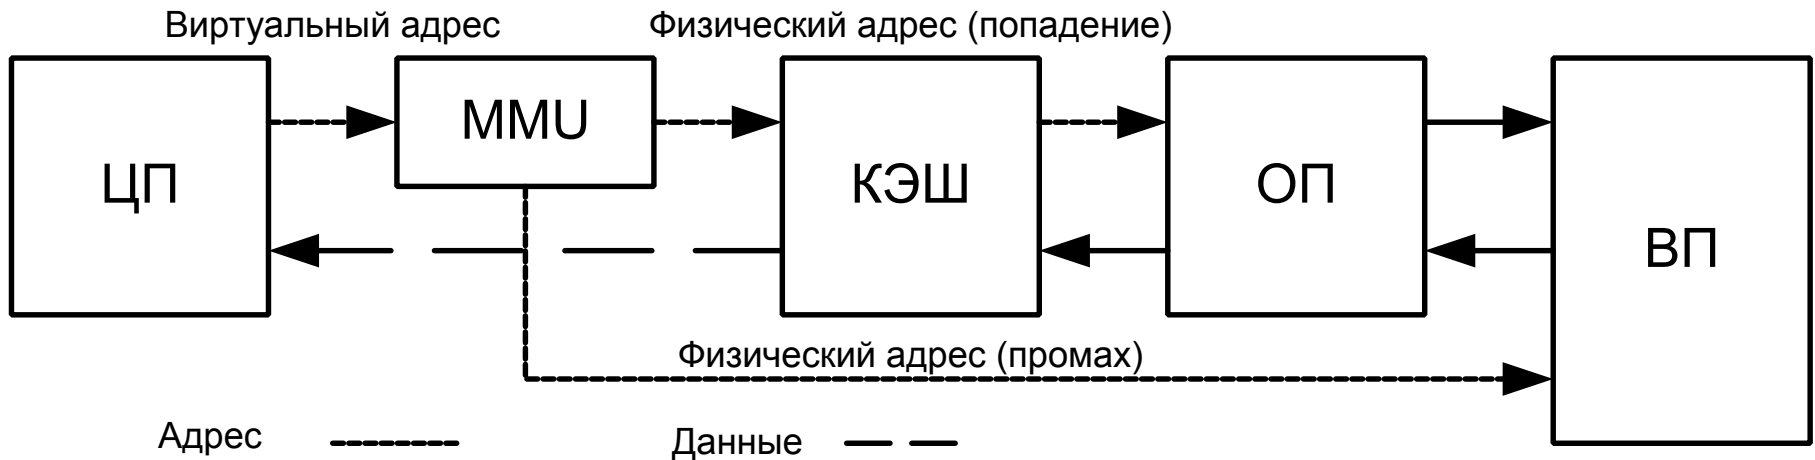 Виртуальный адрес
Физический адрес (попадение)
ЦП
MMU
КЭШ
ОП
ВП
Физический адрес (промах)
Адрес
Данные